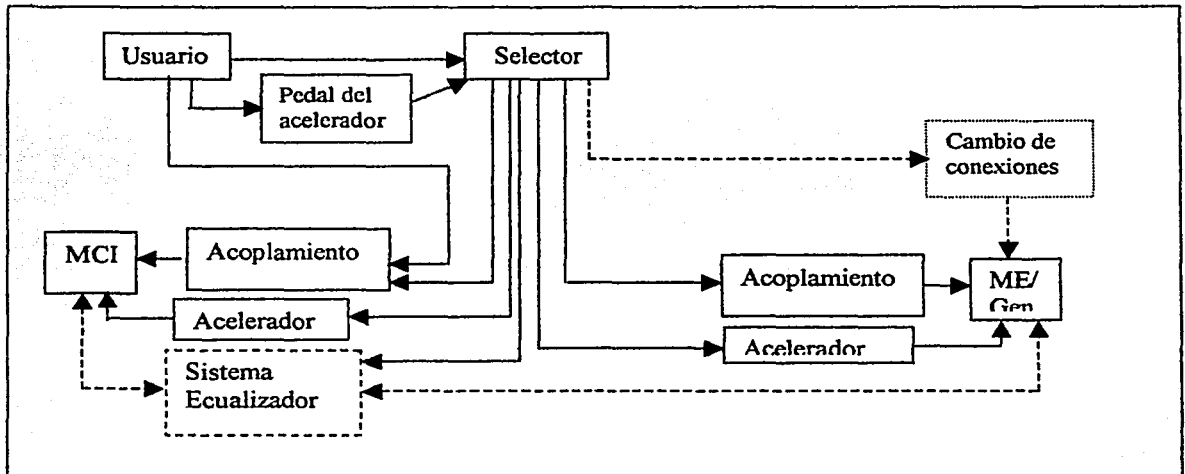 Usuario
Selector
Pedal del
acelerador
Cambio de
conexiones
MCI
Acoplamiento
Acoplamiento
ME/
Gen
Acelerador
Acelerador
Sistema
Ecualizador